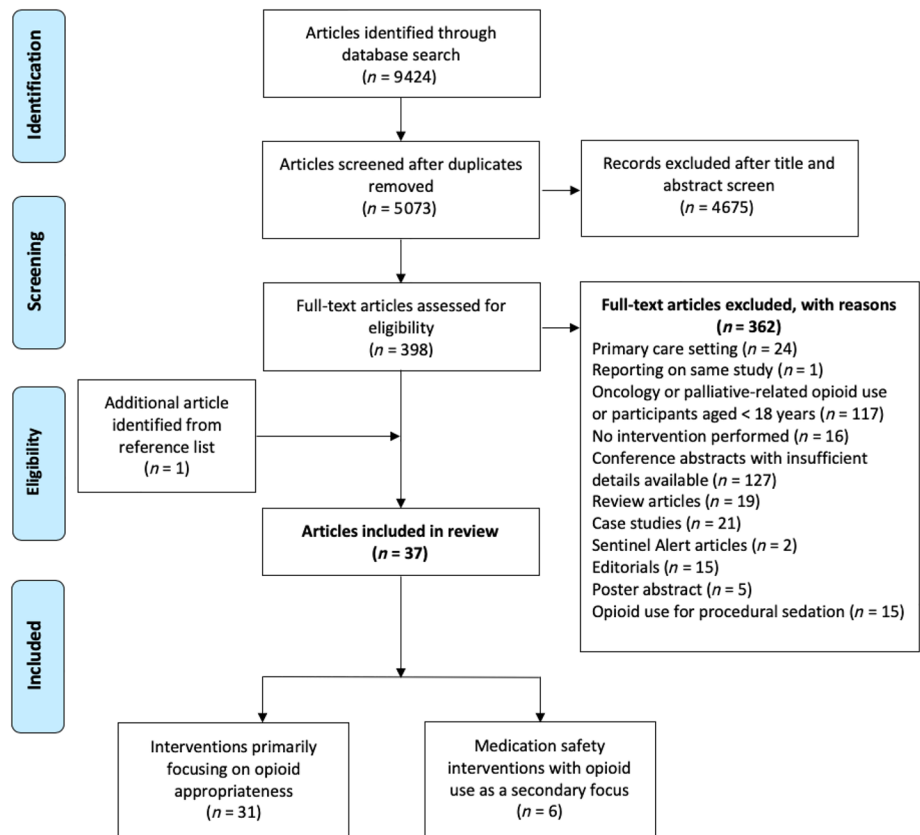 Identification
Articles identified through
database search
(n = 9424)
Articles screened after duplicates
removed
(n = 5073)
Records excluded after title and
abstract screen
(n = 4675)
Screening
Full-text articles assessed for
eligibility
(n = 398)
Full-text articles excluded, with reasons
(n = 362)
Primary care setting (n = 24)
Reporting on same study (n = 1)
Oncology or palliative-related opioid use
or participants aged < 18 years (n = 117)
No intervention performed (n = 16)
Conference abstracts with insufficient
details available (n = 127)
Review articles (n = 19)
Case studies (n = 21)
Sentinel Alert articles (n = 2)
Editorials (n = 15)
Poster abstract (n = 5)
Opioid use for procedural sedation (n = 15)
Eligibility
Additional article
identified from
reference list
(n = 1)
Articles included in review
(n = 37)
Included
Interventions primarily
focusing on opioid
appropriateness
(n = 31)
Medication safety
interventions with opioid
use as a secondary focus
(n = 6)